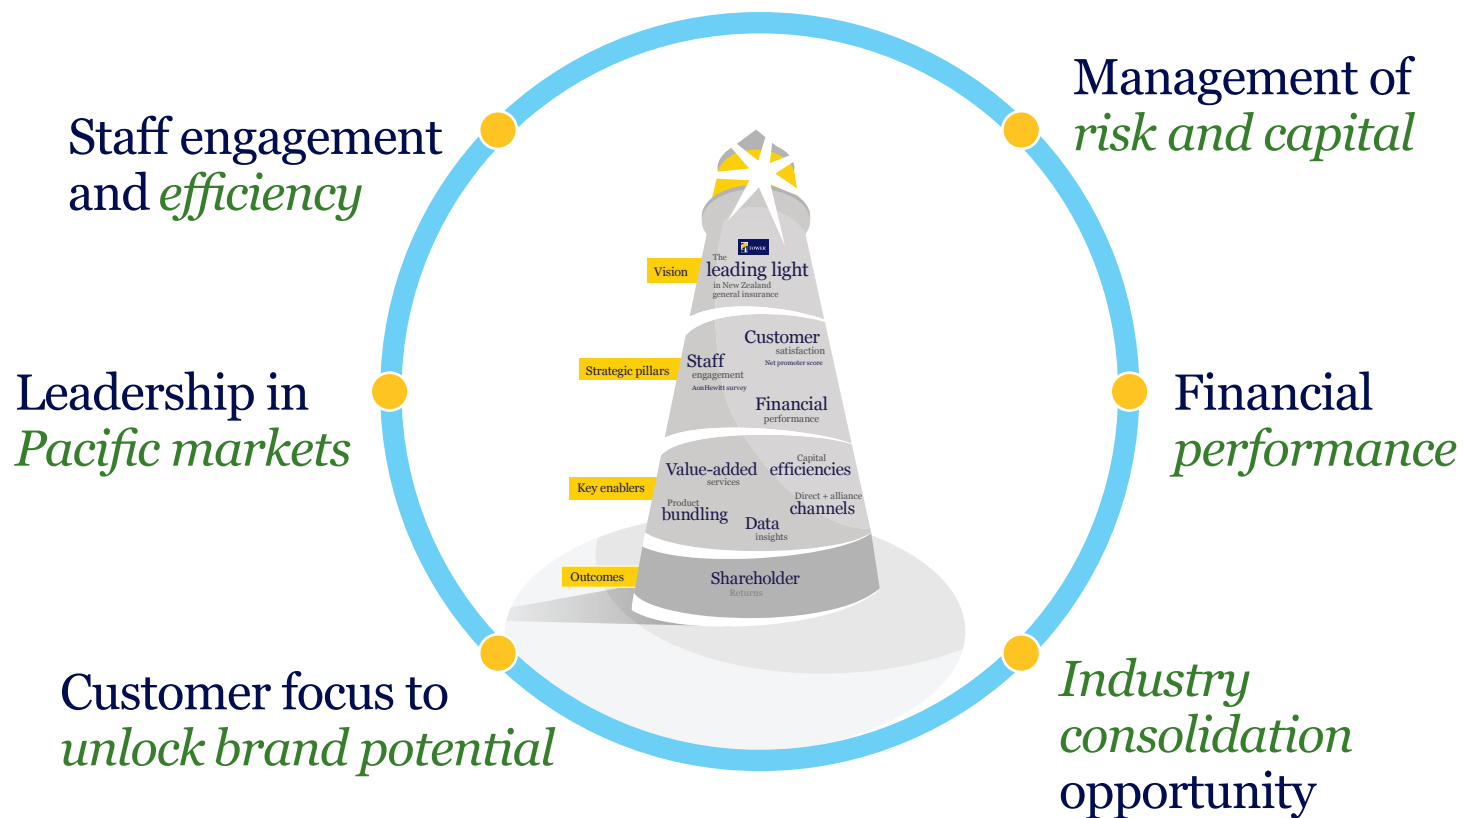 Staff engagement
and efficiency
Leadership in
Pacific markets
Customer focus to
unlock brand potential
Management of
risk and capital
Financial
performance
Industry
consolidation
opportunity
TOWER
Vision
The
leading light
in New Zealand
general insurance
Strategic pillars
Customer
satisfaction
Net promoter score
Staff
engagement
AonHewitt survey
Financial
performance
Key enablers
Value-added
services
Capital
efficiencies
Product
bundling
Direct + alliance
channels
Data
insights
Outcomes
Shareholder
Returns